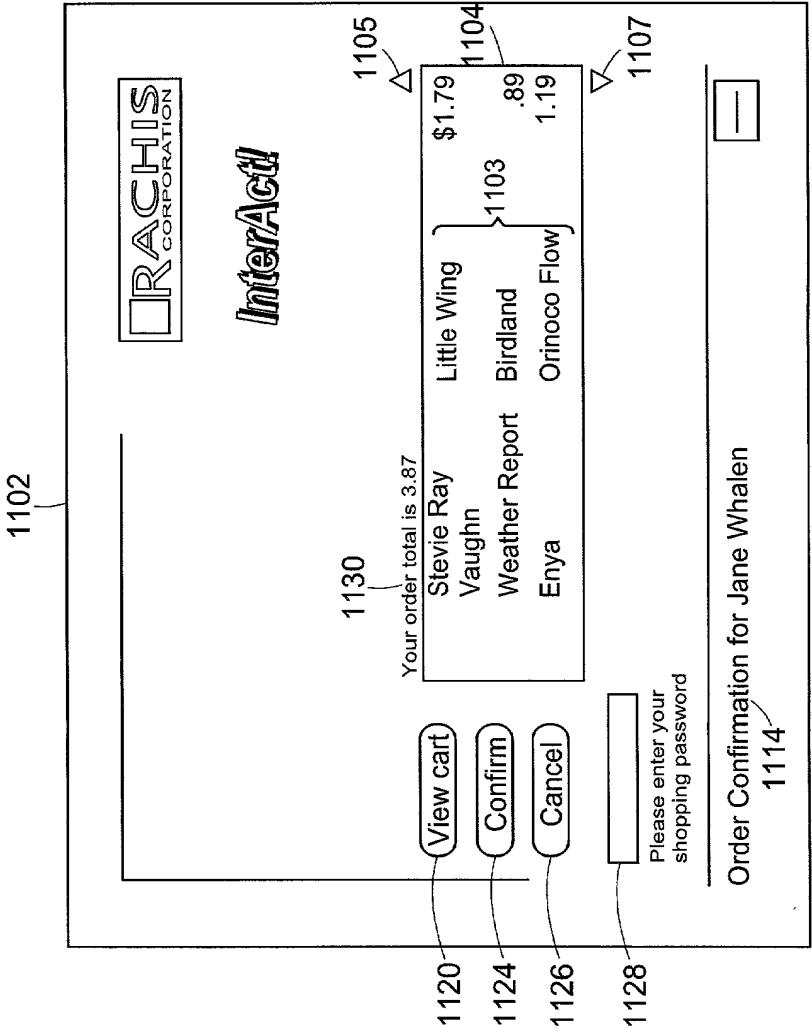 1102
RACHIS
CORPORATION
InterAct!
1130
Your order total is 3.87
1105
1120
View cart
Stevie Ray
Vaughn
Little Wing
$1.79
1103
1104
1124
Confirm
Weather Report
Birdland
.89
1126
Cancel
Enya
Orinoco Flow
1.19
1107
1128
Please enter your
shopping password
Order Confirmation for Jane Whalen
1114